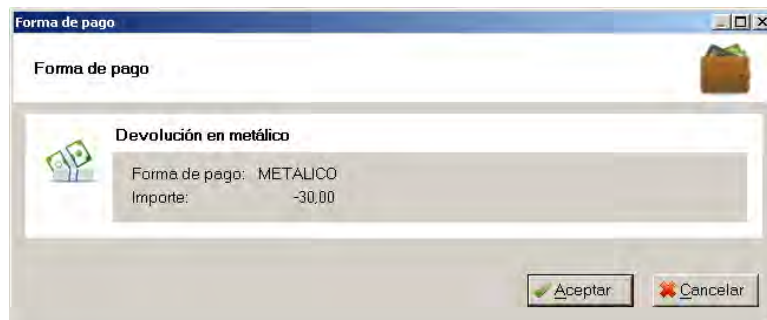 Forma de pago
Forma de pago
Devolución en metálico
Forma de pago: METALICO
Importe: -30,00
Aceptar Cancelar